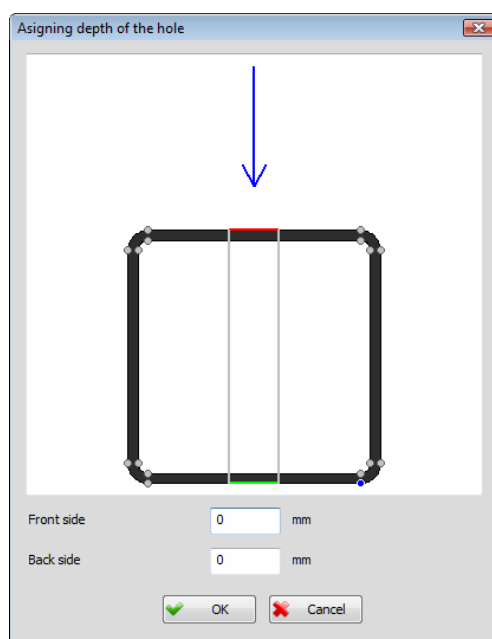 Asigning depth of the hole
Front side 0 mm
Back side 0 mm
OK Cancel